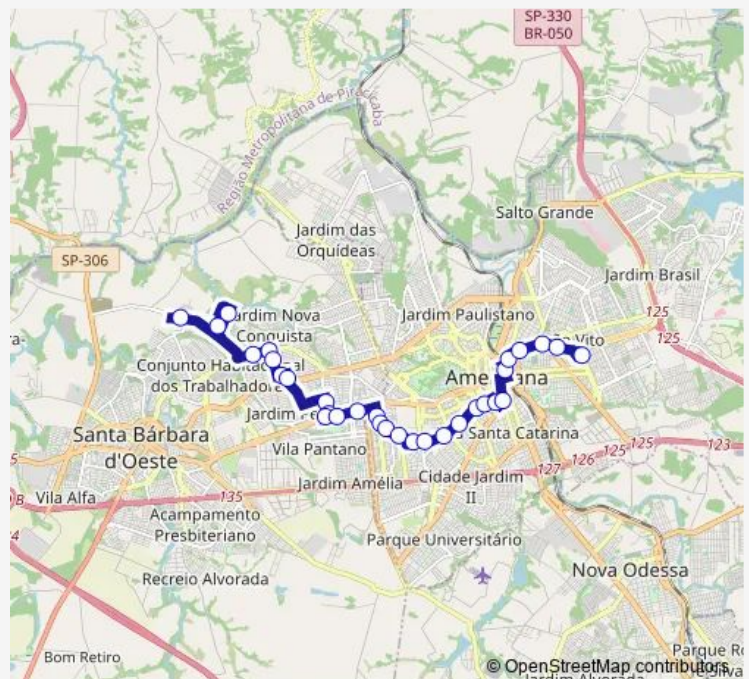 SP-330
BR-050
Região Metropolitana de Piracicaba
Salto Grande
Jardim das
Orquídeas
SP-306
Jardim Brasil
125
125
125
Jardim Nova
Conquista
Jardim Paulistano
Conjunto Habitacional
dos Trabalhadores
Santa Bárbara
d'Oeste
Vila Pantano
Santa Catarina
125
123
125
126
127
Jardim Amélia
Cidade Jardim
II
Vila Alfa
135
Acampamento
Presbiteriano
Parque Universitário
Recreio Alvorada
Nova Odessa
Bom Retiro
© OpenStreetMap contributors